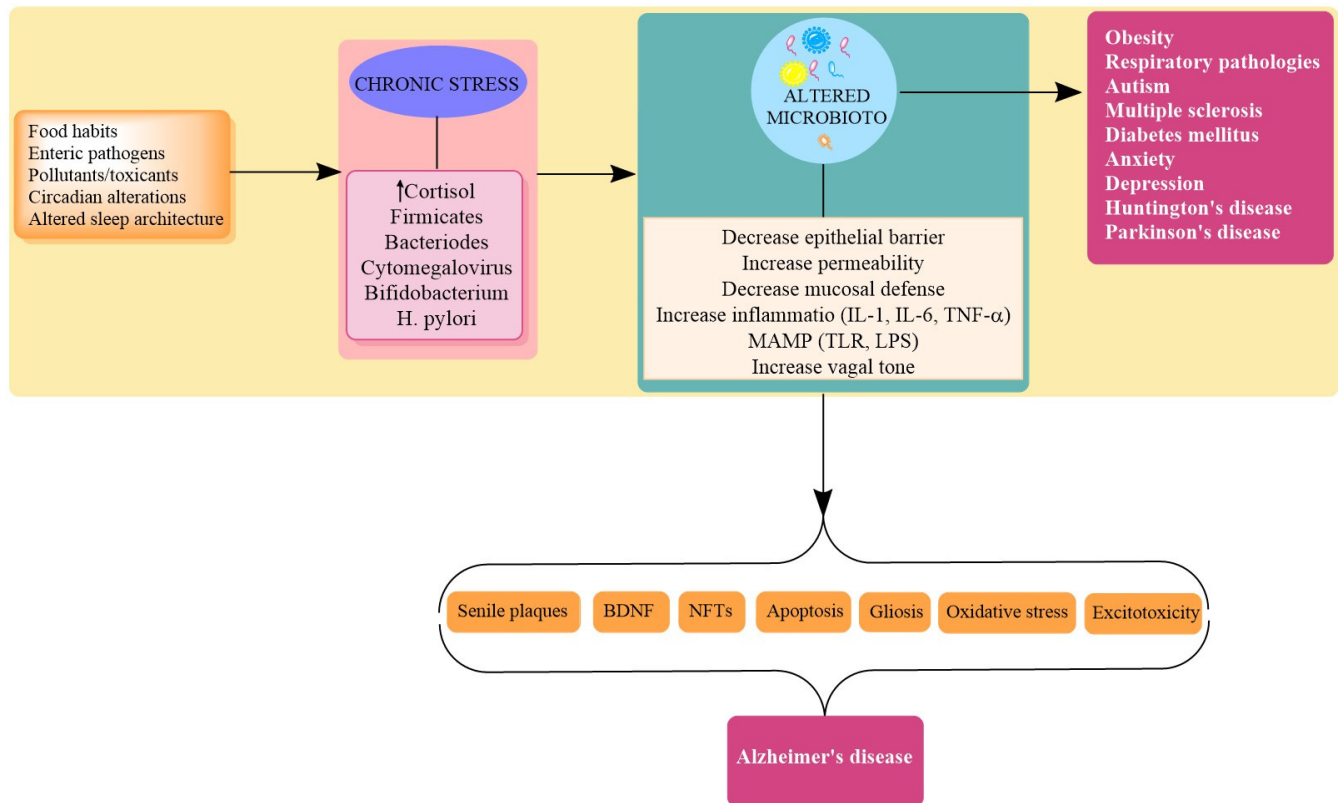 Food habits
Enteric pathogens
Pollutants/toxicants
Circadian alterations
Altered sleep architecture
CHRONIC STRESS
↑Cortisol
Firmicates
Bacteriodes
Cytomegalovirus
Bifidobacterium
H. pylori
ALTERED
MICROBIOTO
Decrease epithelial barrier
Increase permeability
Decrease mucosal defense
Increase inflammatio (IL-1, IL-6, TNF-α)
MAMP (TLR, LPS)
Increase vagal tone
Obesity
Respiratory pathologies
Autism
Multiple sclerosis
Diabetes mellitus
Anxiety
Depression
Huntington's disease
Parkinson's disease
Senile plaques
BDNF
NFTs
Apoptosis
Gliosis
Oxidative stress
Excitotoxicity
Alzheimer's disease